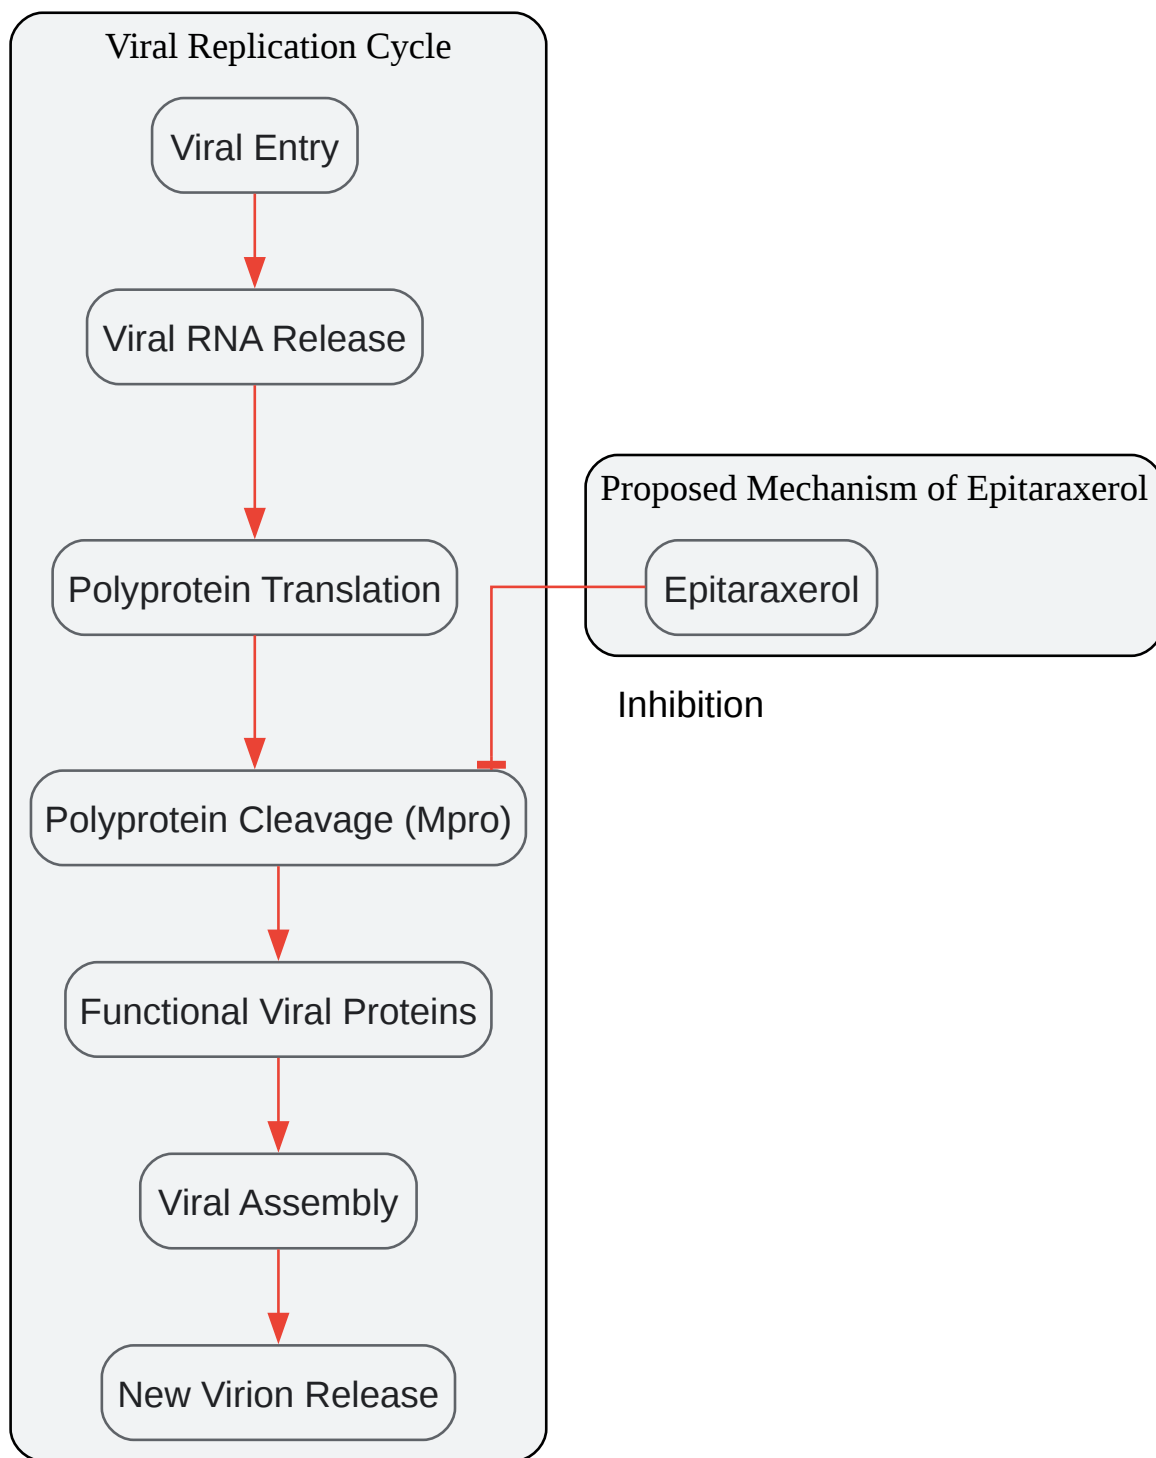 Viral Replication Cycle
Viral Entry
Viral RNA Release
Proposed Mechanism of Epitaraxerol
Polyprotein Translation
Epitaraxerol
Inhibition
Polyprotein Cleavage (Mpro)
Functional Viral Proteins
Viral Assembly
New Virion Release